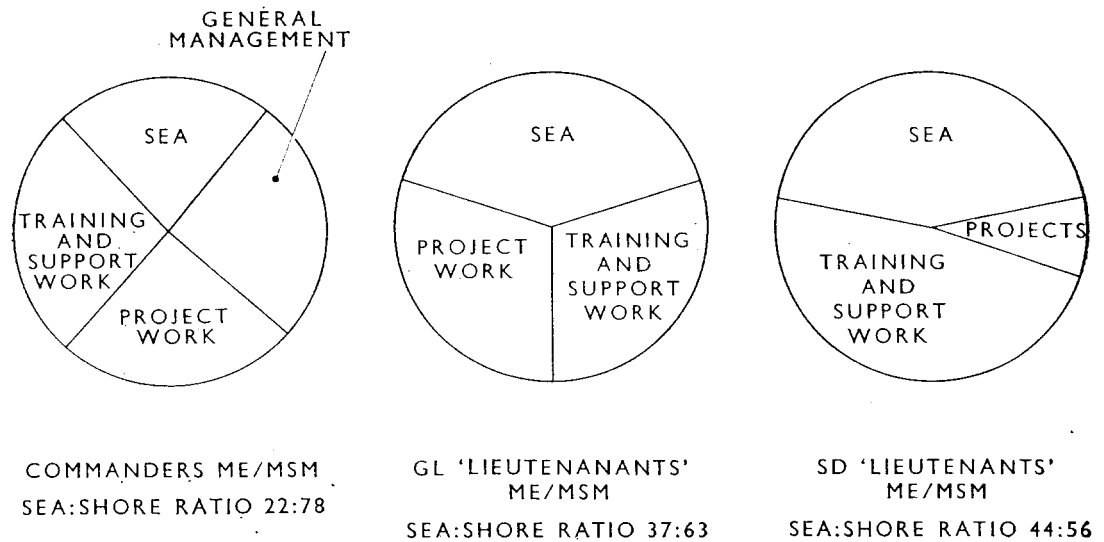 GENERAL
MANAGEMENT
SEA
TRAINING
AND
SUPPORT
WORK
PROJECT
WORK
COMMANDERS ME/MSM
SEA:SHORE RATIO 22:78
SEA
PROJECT
WORK
TRAINING
AND
SUPPORT
WORK
GL 'LIEUTENANANTS'
ME/MSM
SEA:SHORE RATIO 37:63
SEA
PROJECTS
TRAINING
AND
SUPPORT
WORK
SD 'LIEUTENANTS'
ME/MSM
SEA:SHORE RATIO 44:56